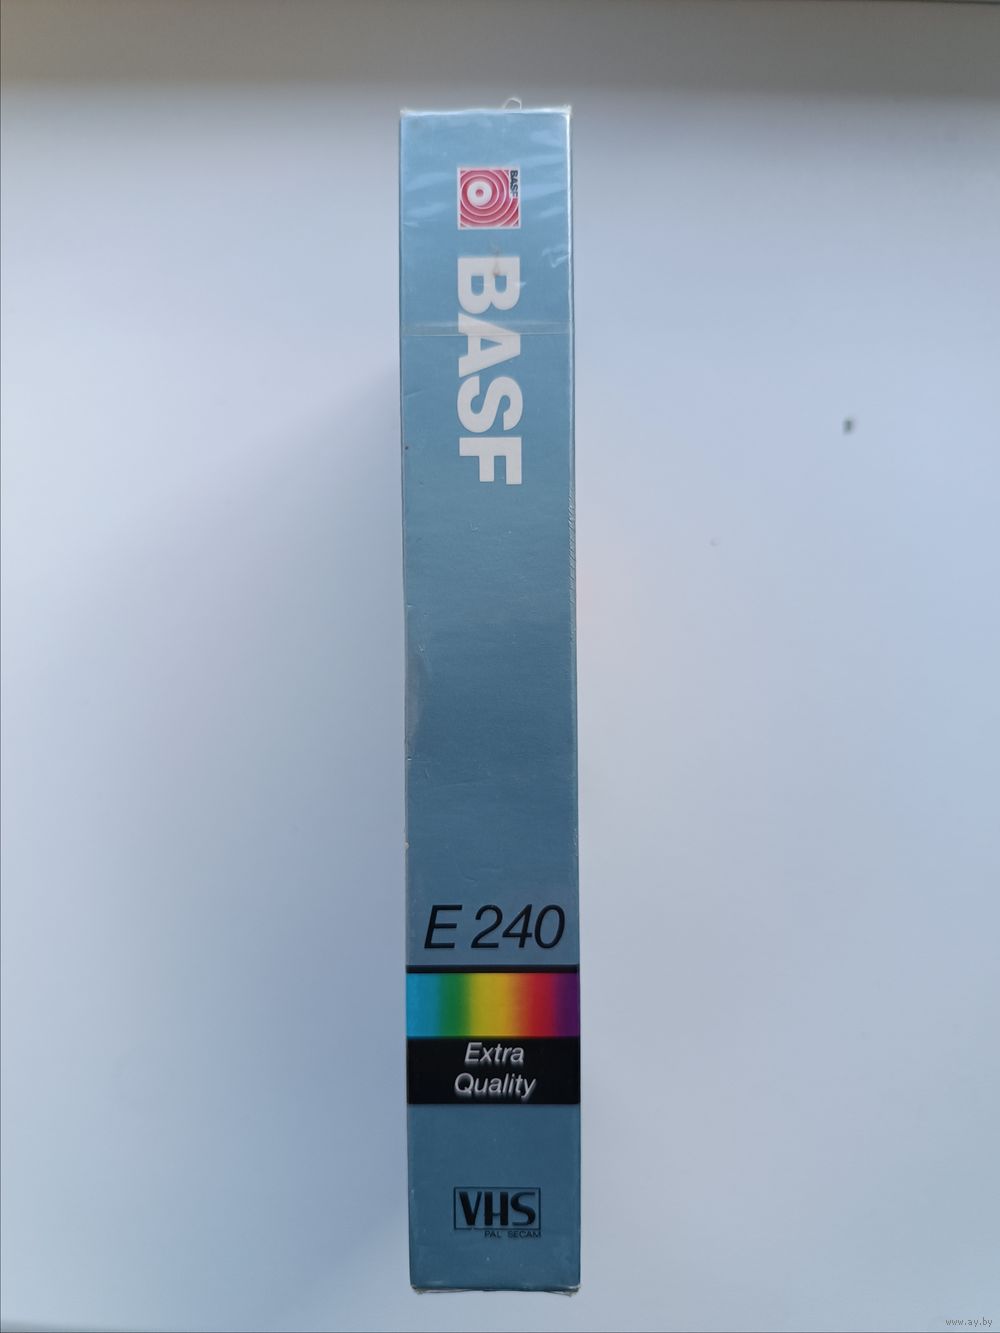 BASF
BASF
E 240
Extra
Quality
VHS
PAL SECAM
www.ay.by